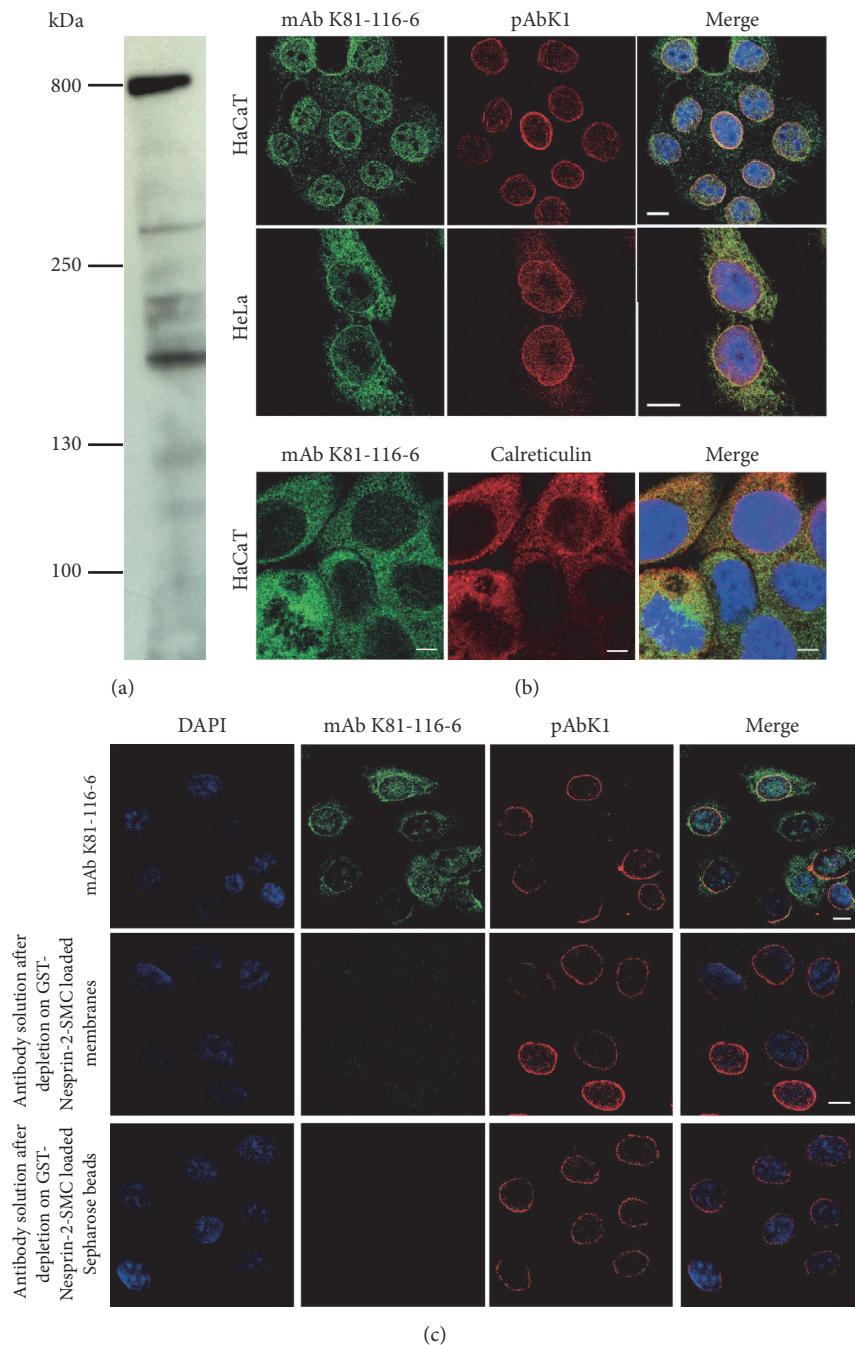 kDa
800
250
130
100
(a)
mAb K81-116-6 pAbK1 Merge
HaCaT
HeLa
mAb K81-116-6 Calreticulin Merge
HaCaT
(b)
DAPI mAb K81-116-6 pAbK1 Merge
mAb K81-116-6
Antibody solution after
depletion on GST-
Nesprin-2-SMC loaded
membranes
Antibody solution after
depletion on GST-
Nesprin-2-SMC loaded
Sepharose beads
(c)